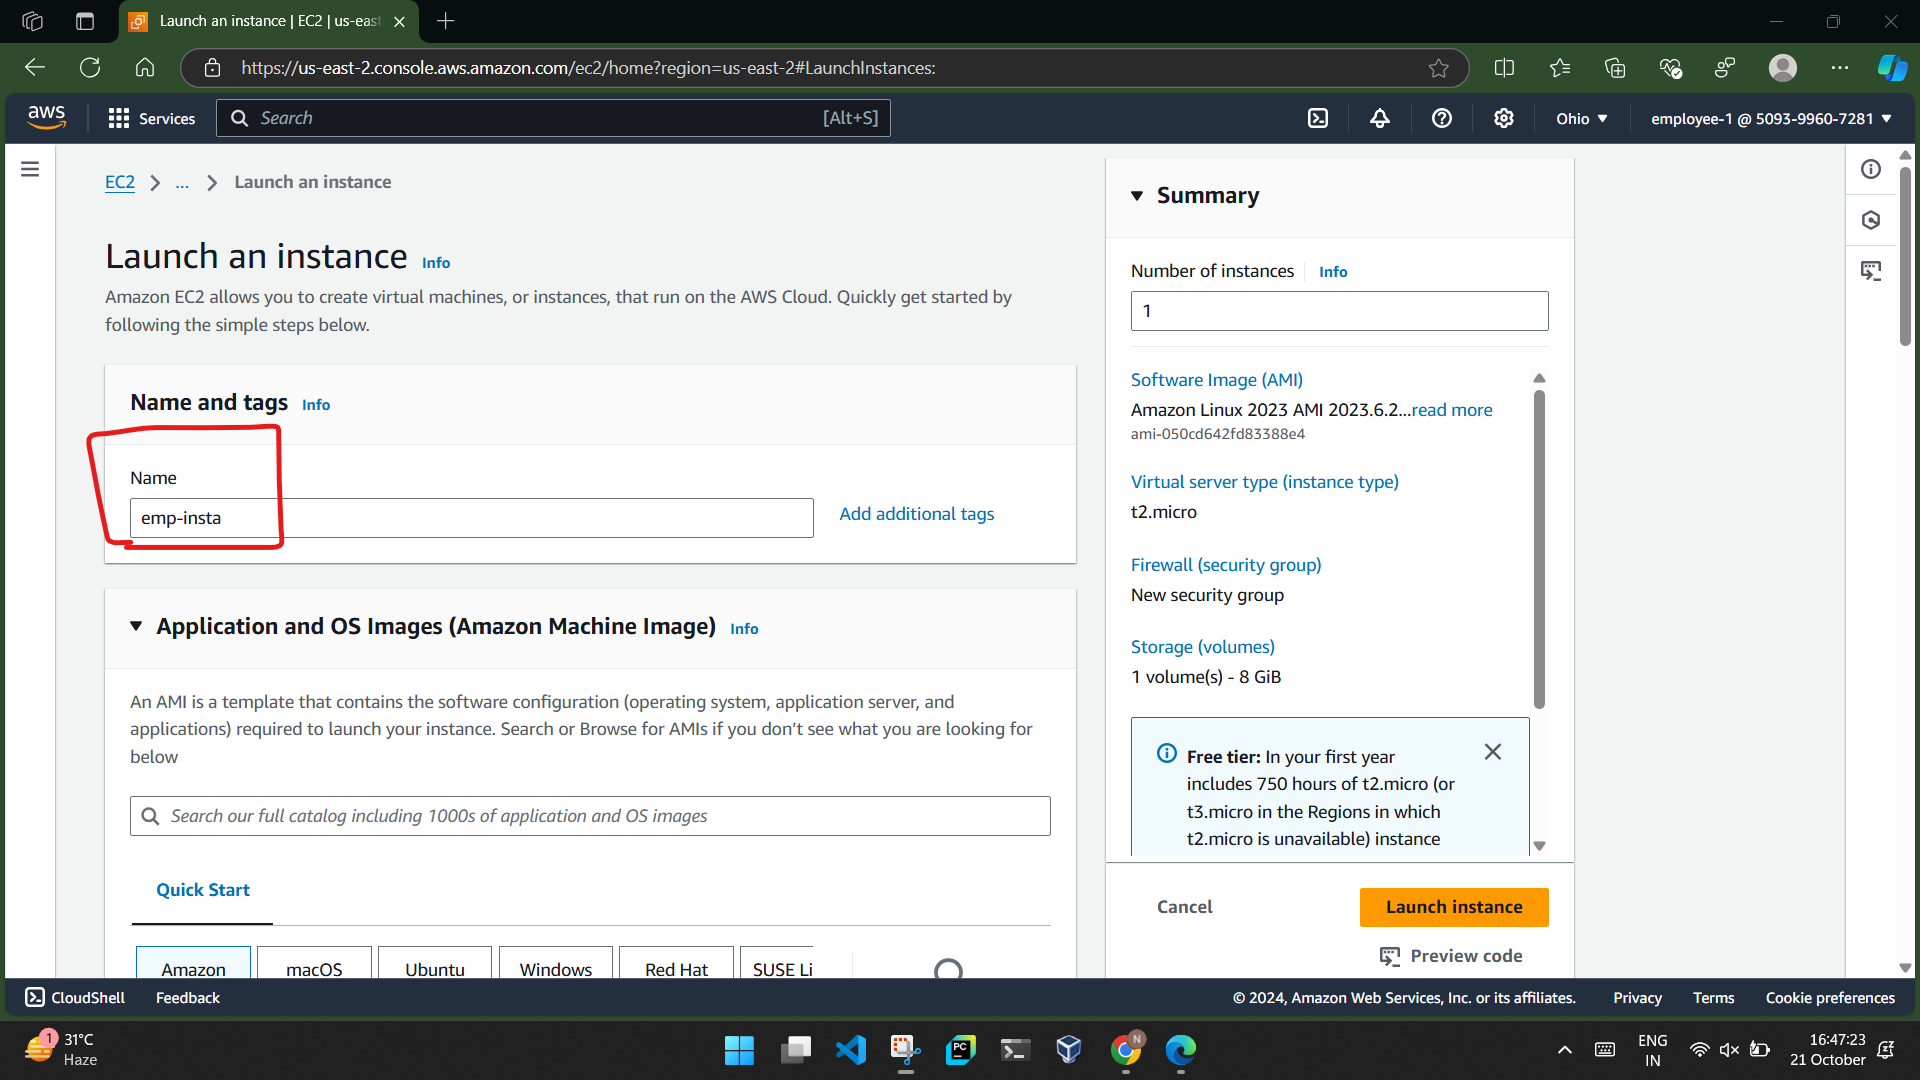 Launch an instance | EC2 | us-east
https://us-east-2.console.aws.amazon.com/ec2/home?region=us-east-2#LaunchInstances:
aws
Services
Search
[Alt+S]
Ohio
employee-1 @ 5093-9960-7281
EC2
...
Launch an instance
Launch an instance Info
Amazon EC2 allows you to create virtual machines, or instances, that run on the AWS Cloud. Quickly get started by
following the simple steps below.
Name and tags Info
Name
emp-insta
Add additional tags
Application and OS Images (Amazon Machine Image) Info
An AMI is a template that contains the software configuration (operating system, application server, and
applications) required to launch your instance. Search or Browse for AMIs if you don’t see what you are looking for
below
Search our full catalog including 1000s of application and OS images
Quick Start
Amazon
macOS
Ubuntu
Windows
Red Hat
SUSE Li
Summary
Number of instances Info
1
Software Image (AMI)
Amazon Linux 2023 AMI 2023.6.2...read more
ami-050cd642fd83388e4
Virtual server type (instance type)
t2.micro
Firewall (security group)
New security group
Storage (volumes)
1 volume(s) - 8 GiB
Free tier: In your first year
includes 750 hours of t2.micro (or
t3.micro in the Regions in which
t2.micro is unavailable) instance
Cancel
Launch instance
Preview code
CloudShell
Feedback
© 2024, Amazon Web Services, Inc. or its affiliates.
Privacy
Terms
Cookie preferences
1
31°C
Haze
PC
N
ENG
IN
16:47:23
21 October